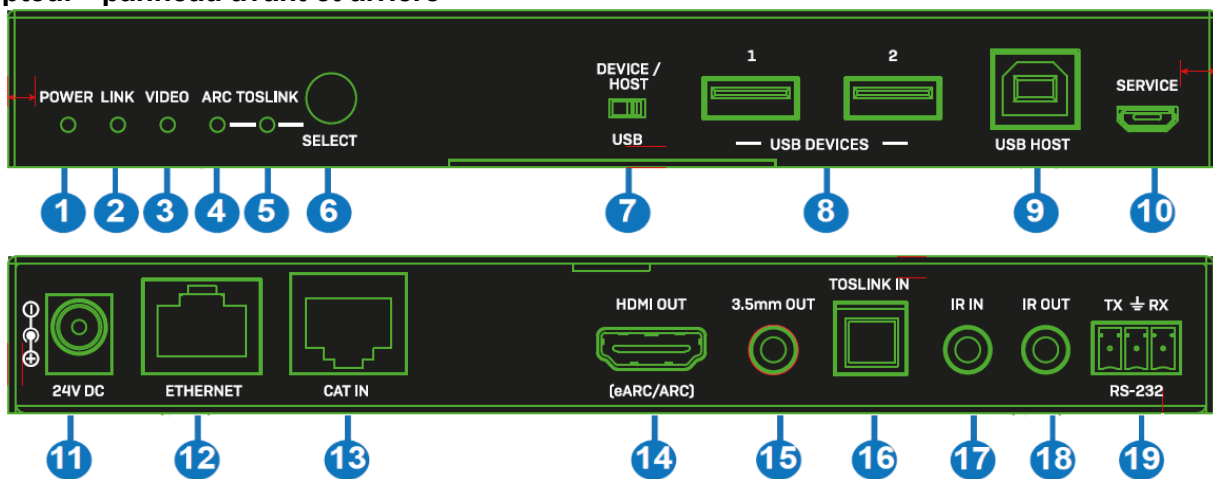 panneau avant et arrière
DEVICE / HOST 1 2
POWER LINK VIDEO ARC TOSLINK SERVICE
SELECT USB USB DEVICES USB HOST
1 2 3 4 5 6 7 8 9 10
TOSLINK IN
HDMI OUT 3.5mm OUT IR IN IR OUT TX RX
24V DC ETHERNET CAT IN (eARC/ARC) RS-232
11 12 13 14 15 16 17 18 19